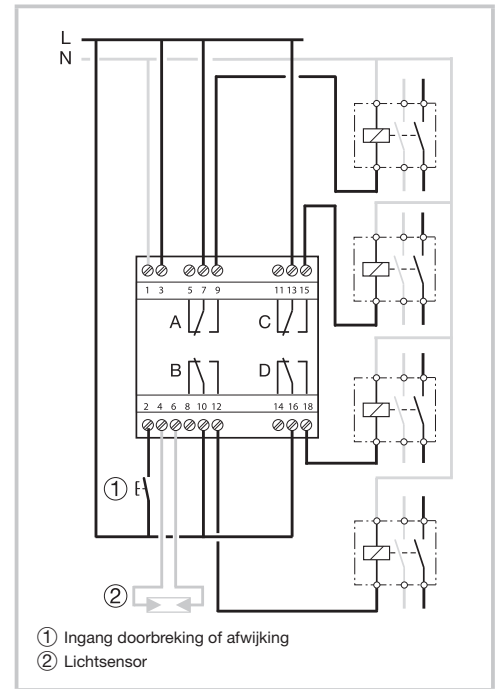 L
N
1 3 5 7 9 11 13 15
A C
B D
2 4 6 8 10 12 14 16 18
①
②
① Ingang doorbreking of afwijking
② Lichtsensor